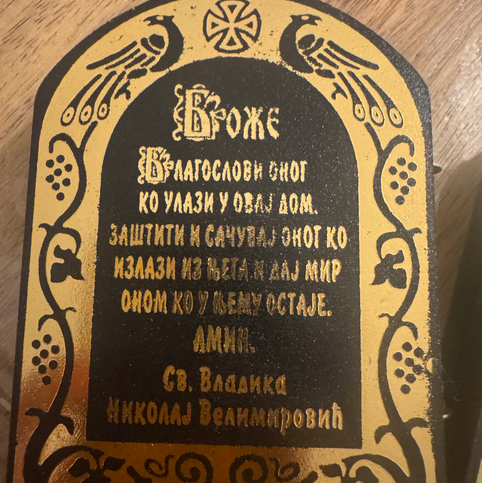 Боже
Благослови оног
ко улази у овај дом.
заштити и сачувај оног ко
излази из њега и дај мир
оном ко у њему остаје.
Амин.
Св. Владика
Николај Велимировић